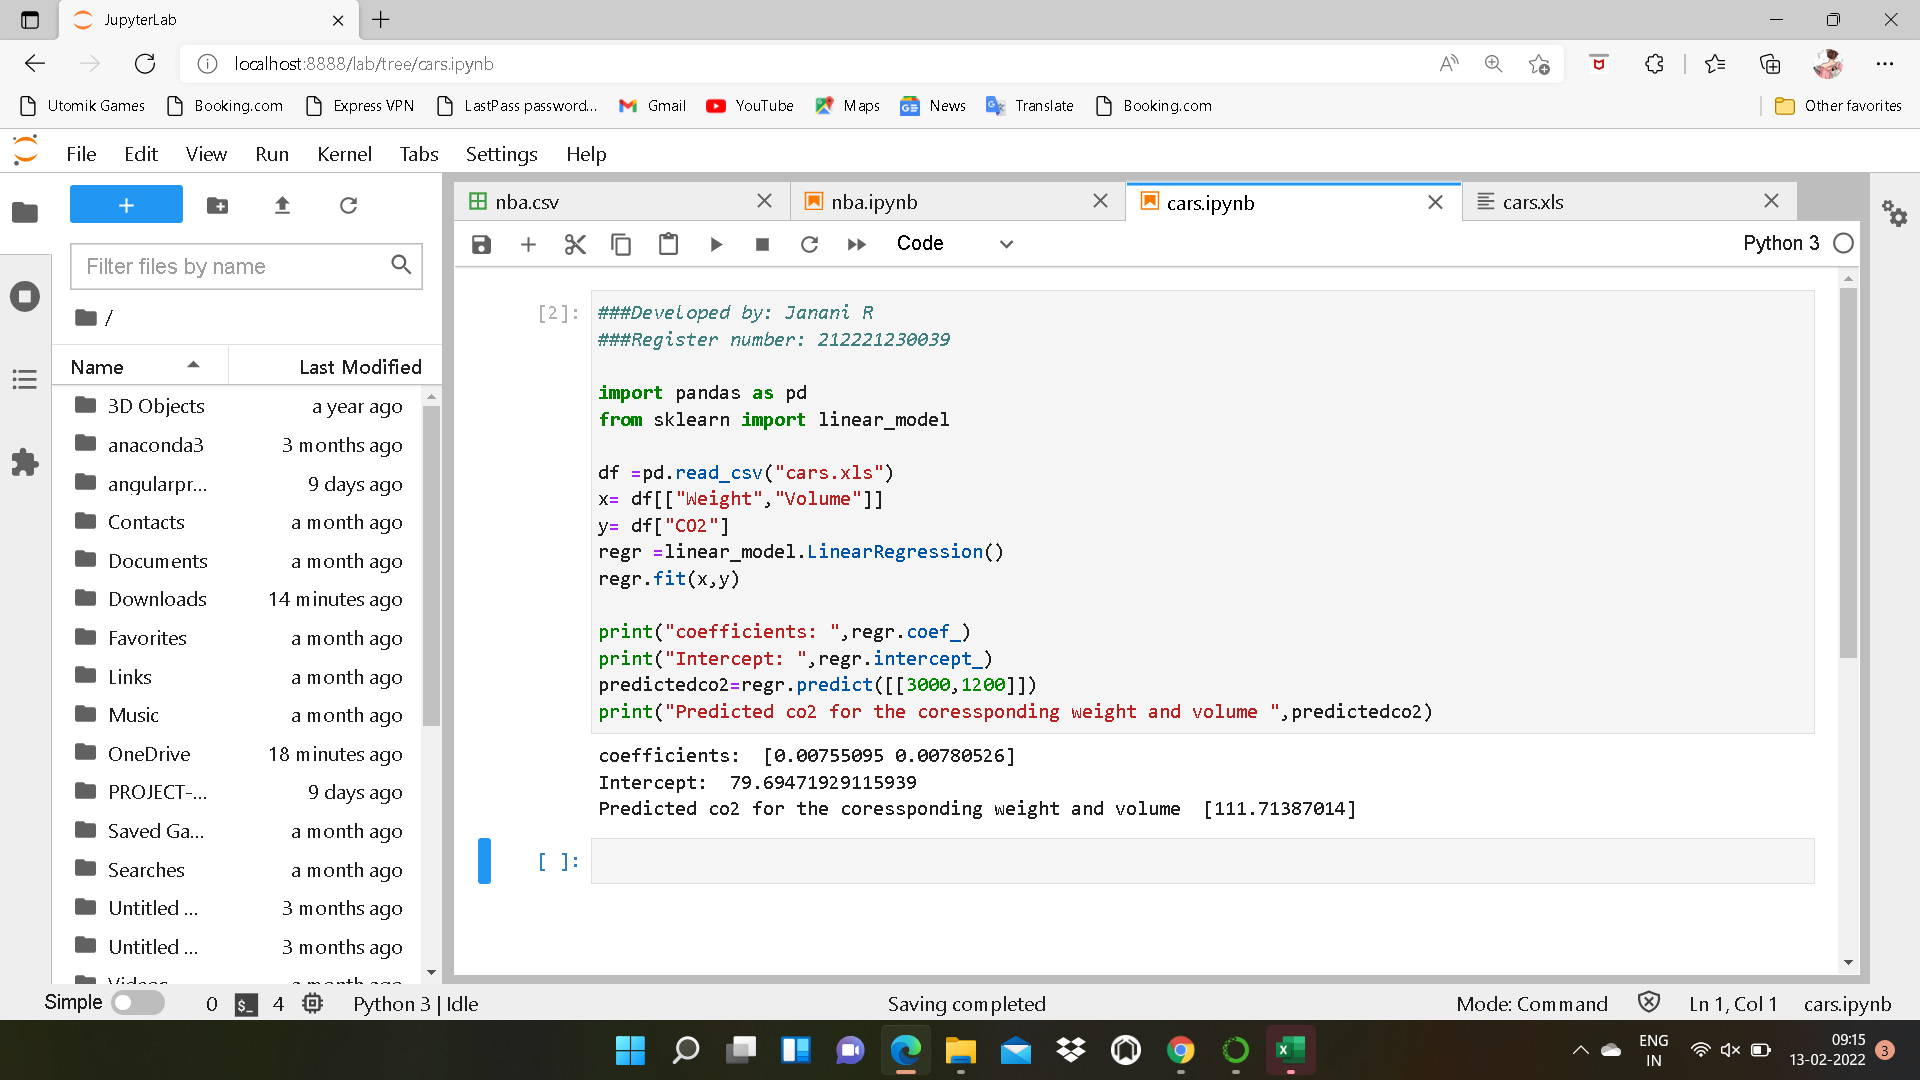 JupyterLab
localhost:8888/lab/tree/cars.ipynb
Utomik Games
Booking.com
Express VPN
LastPass password...
Gmail
YouTube
Maps
News
Translate
Booking.com
Other favorites
File Edit View Run Kernel Tabs Settings Help
nba.csv
nba.ipynb
cars.ipynb
cars.xls
Code
Python 3
Filter files by name
/
Name Last Modified
3D Objects a year ago
anaconda3 3 months ago
angularpr... 9 days ago
Contacts a month ago
Documents a month ago
Downloads 14 minutes ago
Favorites a month ago
Links a month ago
Music a month ago
OneDrive 18 minutes ago
PROJECT-... 9 days ago
Saved Ga... a month ago
Searches a month ago
Untitled ... 3 months ago
Untitled ... 3 months ago
Videos a month ago
[2]:
###Developed by: Janani R
###Register number: 212221230039
import pandas as pd
from sklearn import linear_model
df =pd.read_csv("cars.xls")
x= df[["Weight","Volume"]]
y= df["CO2"]
regr =linear_model.LinearRegression()
regr.fit(x,y)
print("coefficients: ",regr.coef_)
print("Intercept: ",regr.intercept_)
predictedco2=regr.predict([[3000,1200]])
print("Predicted co2 for the coressponding weight and volume ",predictedco2)
coefficients:  [0.00755095 0.00780526]
Intercept:  79.69471929115939
Predicted co2 for the coressponding weight and volume  [111.71387014]
[ ]:
Simple 0 $_ 4 Python 3 | Idle Saving completed Mode: Command Ln 1, Col 1 cars.ipynb
ENG
IN
09:15
13-02-2022
3